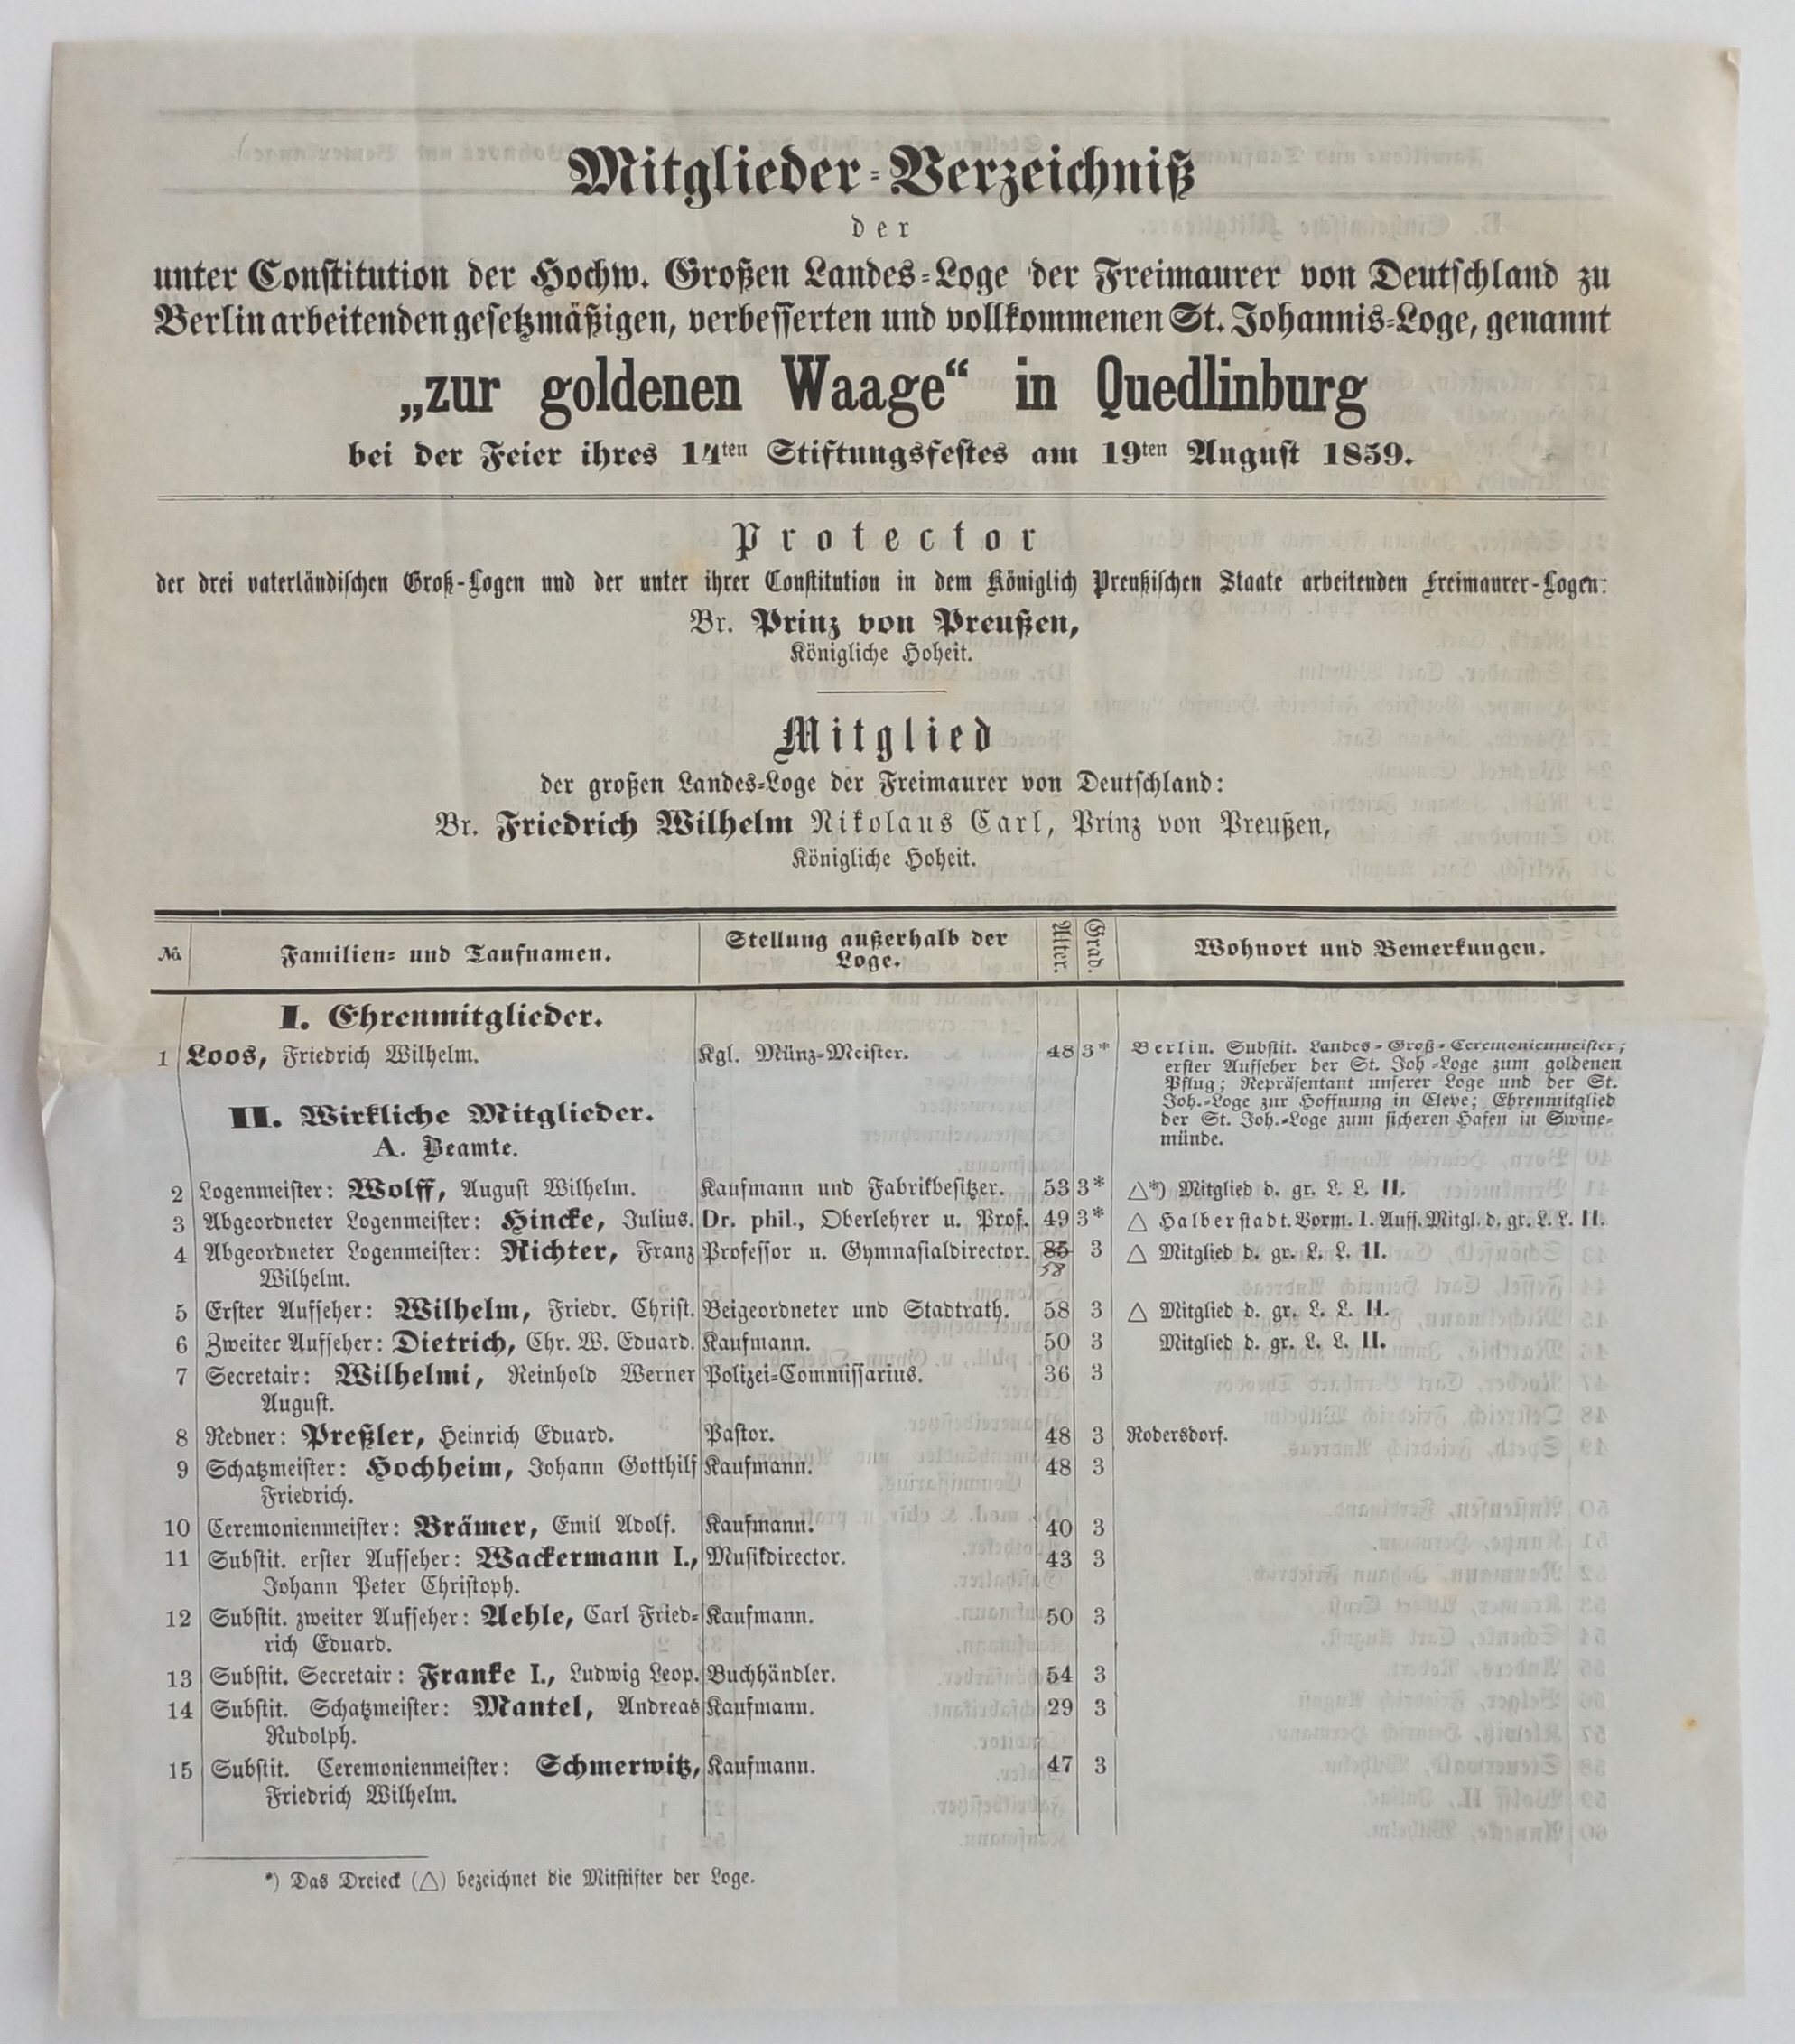 Mitglieder-Verzeichniß
der
unter Constitution der Hochw. Großen Landes-Loge der Freimaurer von Deutschland zu
Berlin arbeitenden gesetzmäßigen, verbesserten und vollkommenen St. Johannis-Loge, genannt
„zur goldenen Waage“ in Quedlinburg
bei der Feier ihres 14ten Stiftungsfestes am 19ten August 1859.
Protector
der drei vaterländischen Groß-Logen und der unter ihrer Constitution in dem Königlich Preußischen Staate arbeitenden Freimaurer-Logen:
Br. Prinz von Preußen,
Königliche Hoheit.
Mitglied
der großen Landes-Loge der Freimaurer von Deutschland:
Br. Friedrich Wilhelm Nikolaus Carl, Prinz von Preußen,
Königliche Hoheit.
No. Familien- und Taufnamen. Stellung außerhalb der Loge. Alter. Grad. Wohnort und Bemerkungen.
I. Ehrenmitglieder.
1 Loos, Friedrich Wilhelm. Kgl. Münz-Meister. 48 3* Berlin. Substit. Landes-Groß-Ceremonienmeister;
erster Aufseher der St. Joh.-Loge zum goldenen
Pflug; Repräsentant unserer Loge und der St.
Joh.-Loge zur Hoffnung in Cleve; Ehrenmitglied
der St. Joh.-Loge zum sicheren Hafen in Swine-
münde.
II. Wirkliche Mitglieder.
A. Beamte.
2 Logenmeister: Wolff, August Wilhelm. Kaufmann und Fabrikbesitzer. 53 3* △*) Mitglied d. gr. L. L. II.
3 Abgeordneter Logenmeister: Hincke, Julius. Dr. phil., Oberlehrer u. Prof. 49 3* △ Halberstadt. Vorm. I. Auff. Mitgl. d. gr. L. L. II.
4 Abgeordneter Logenmeister: Richter, Franz Professor u. Gymnasialdirector. 85 3 △ Mitglied d. gr. L. L. II.
Wilhelm. 58
5 Erster Aufseher: Wilhelm, Friedr. Christ. Beigeordneter und Stadtrath. 58 3 △ Mitglied d. gr. L. L. II.
6 Zweiter Aufseher: Dietrich, Chr. W. Eduard. Kaufmann. 50 3 Mitglied d. gr. L. L. II.
7 Secretair: Wilhelmi, Reinhold Werner Polizei-Commissarius. 36 3
August.
8 Redner: Preßler, Heinrich Eduard. Pastor. 48 3 Rodersdorf.
9 Schatzmeister: Hochheim, Johann Gotthilf Kaufmann. 48 3
Friedrich.
10 Ceremonienmeister: Brämer, Emil Adolf. Kaufmann. 40 3
11 Substit. erster Aufseher: Wackermann I., Musikdirector. 43 3
Johann Peter Christoph.
12 Substit. zweiter Aufseher: Aehle, Carl Fried- Kaufmann. 50 3
rich Eduard.
13 Substit. Secretair: Franke I., Ludwig Leop. Buchhändler. 54 3
14 Substit. Schatzmeister: Mantel, Andreas Kaufmann. 29 3
Rudolph.
15 Substit. Ceremonienmeister: Schmerwitz, Kaufmann. 47 3
Friedrich Wilhelm.
*) Das Dreieck (△) bezeichnet die Mitstifter der Loge.